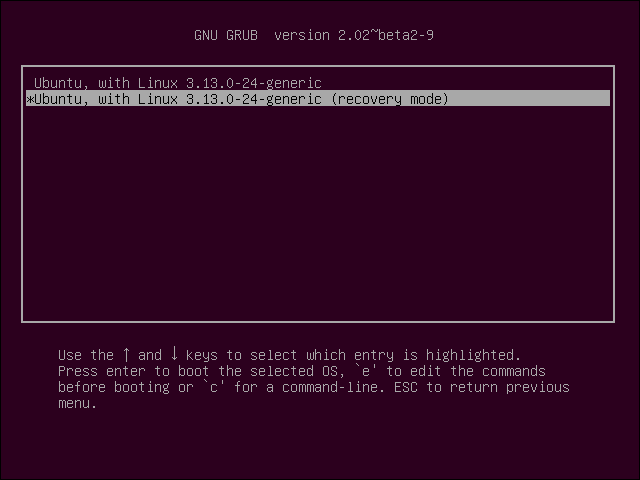 GNU GRUB  version 2.02~beta2-9
Ubuntu, with Linux 3.13.0-24-generic
*Ubuntu, with Linux 3.13.0-24-generic (recovery mode)
Use the ↑ and ↓ keys to select which entry is highlighted.
Press enter to boot the selected OS, `e' to edit the commands
before booting or `c' for a command-line. ESC to return previous
menu.